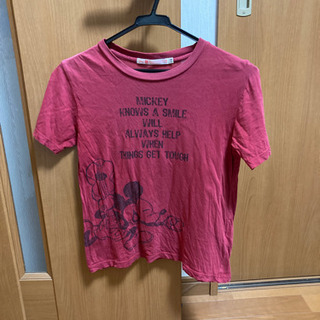 MICKEY
KNOWS A SMILE
WILL
ALWAYS HELP
WHEN
THINGS GET TOUGH